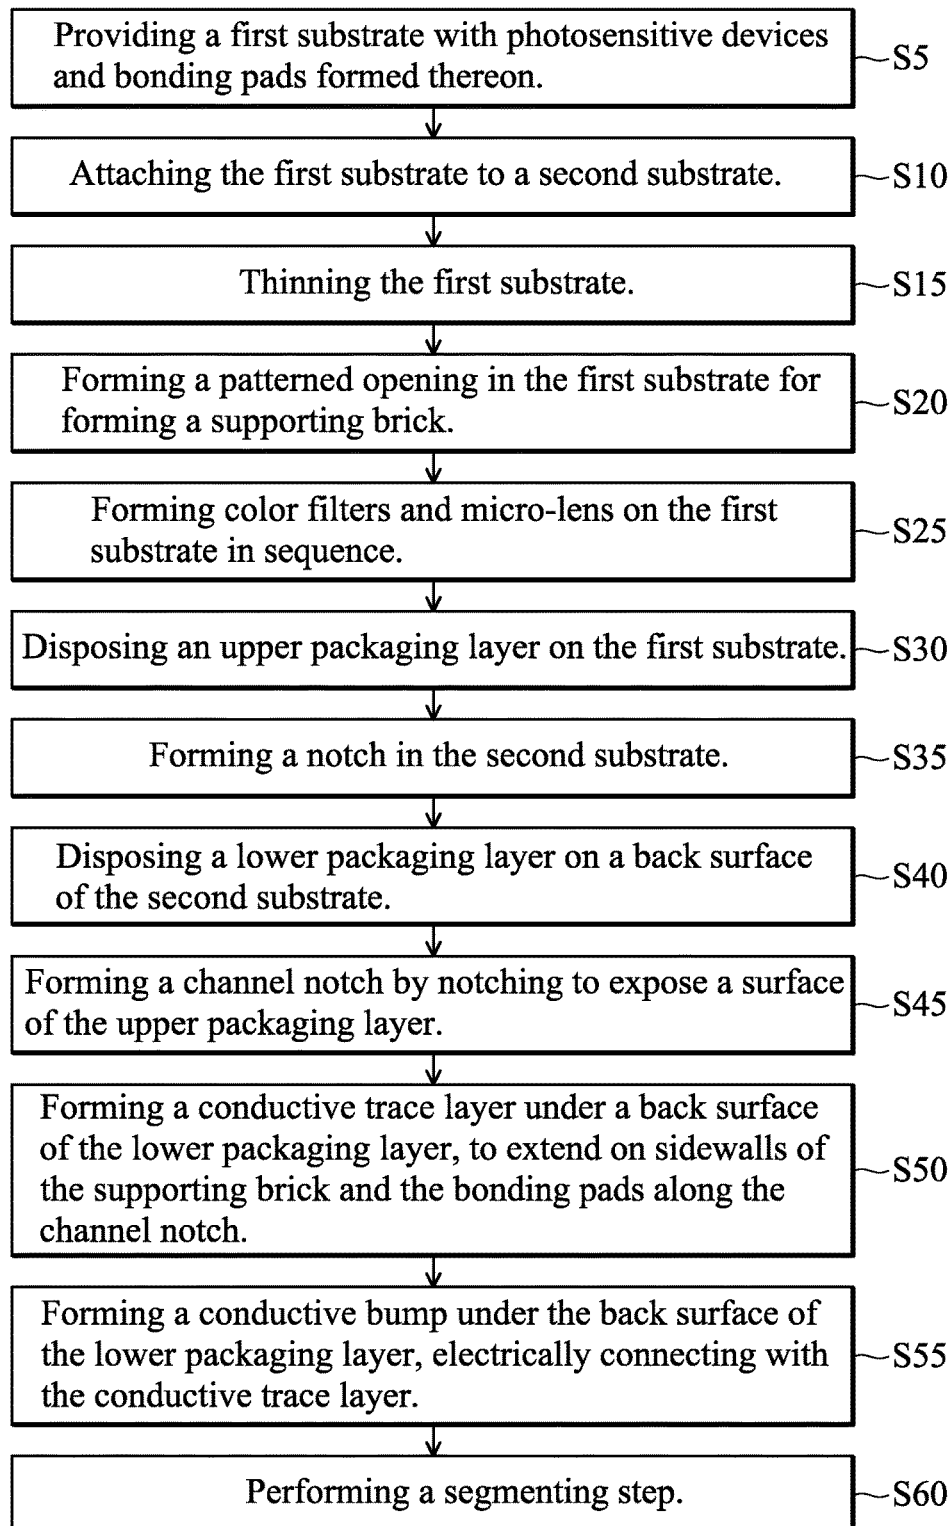 Providing a first substrate with photosensitive devices
and bonding pads formed thereon.
S5
Attaching the first substrate to a second substrate.
S10
Thinning the first substrate.
S15
Forming a patterned opening in the first substrate for
forming a supporting brick.
S20
Forming color filters and micro-lens on the first
substrate in sequence.
S25
Disposing an upper packaging layer on the first substrate.
S30
Forming a notch in the second substrate.
S35
Disposing a lower packaging layer on a back surface
of the second substrate.
S40
Forming a channel notch by notching to expose a surface
of the upper packaging layer.
S45
Forming a conductive trace layer under a back surface
of the lower packaging layer, to extend on sidewalls of
the supporting brick and the bonding pads along the
channel notch.
S50
Forming a conductive bump under the back surface of
the lower packaging layer, electrically connecting with
the conductive trace layer.
S55
Performing a segmenting step.
S60